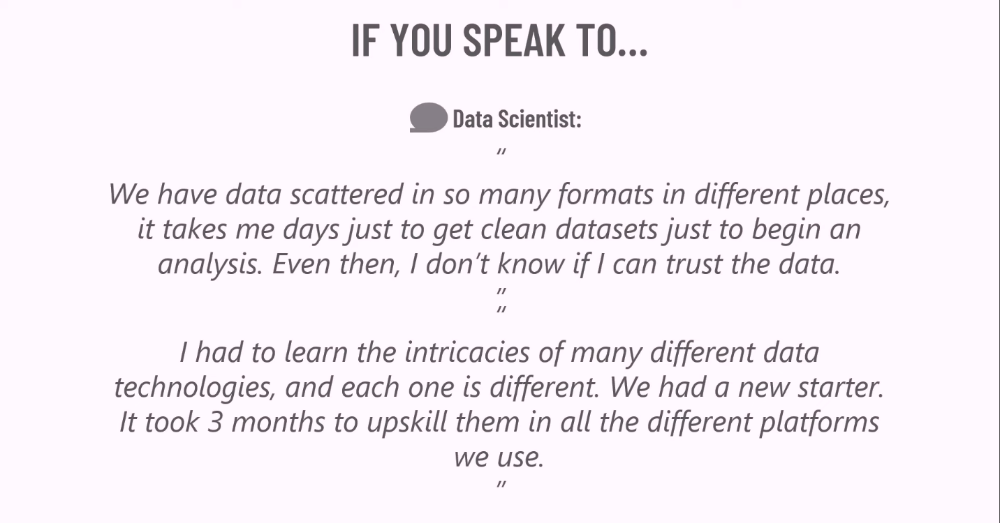 IF YOU SPEAK TO...
Data Scientist:
“
We have data scattered in so many formats in different places,
it takes me days just to get clean datasets just to begin an
analysis. Even then, I don’t know if I can trust the data.
”
“
I had to learn the intricacies of many different data
technologies, and each one is different. We had a new starter.
It took 3 months to upskill them in all the different platforms
we use.
”